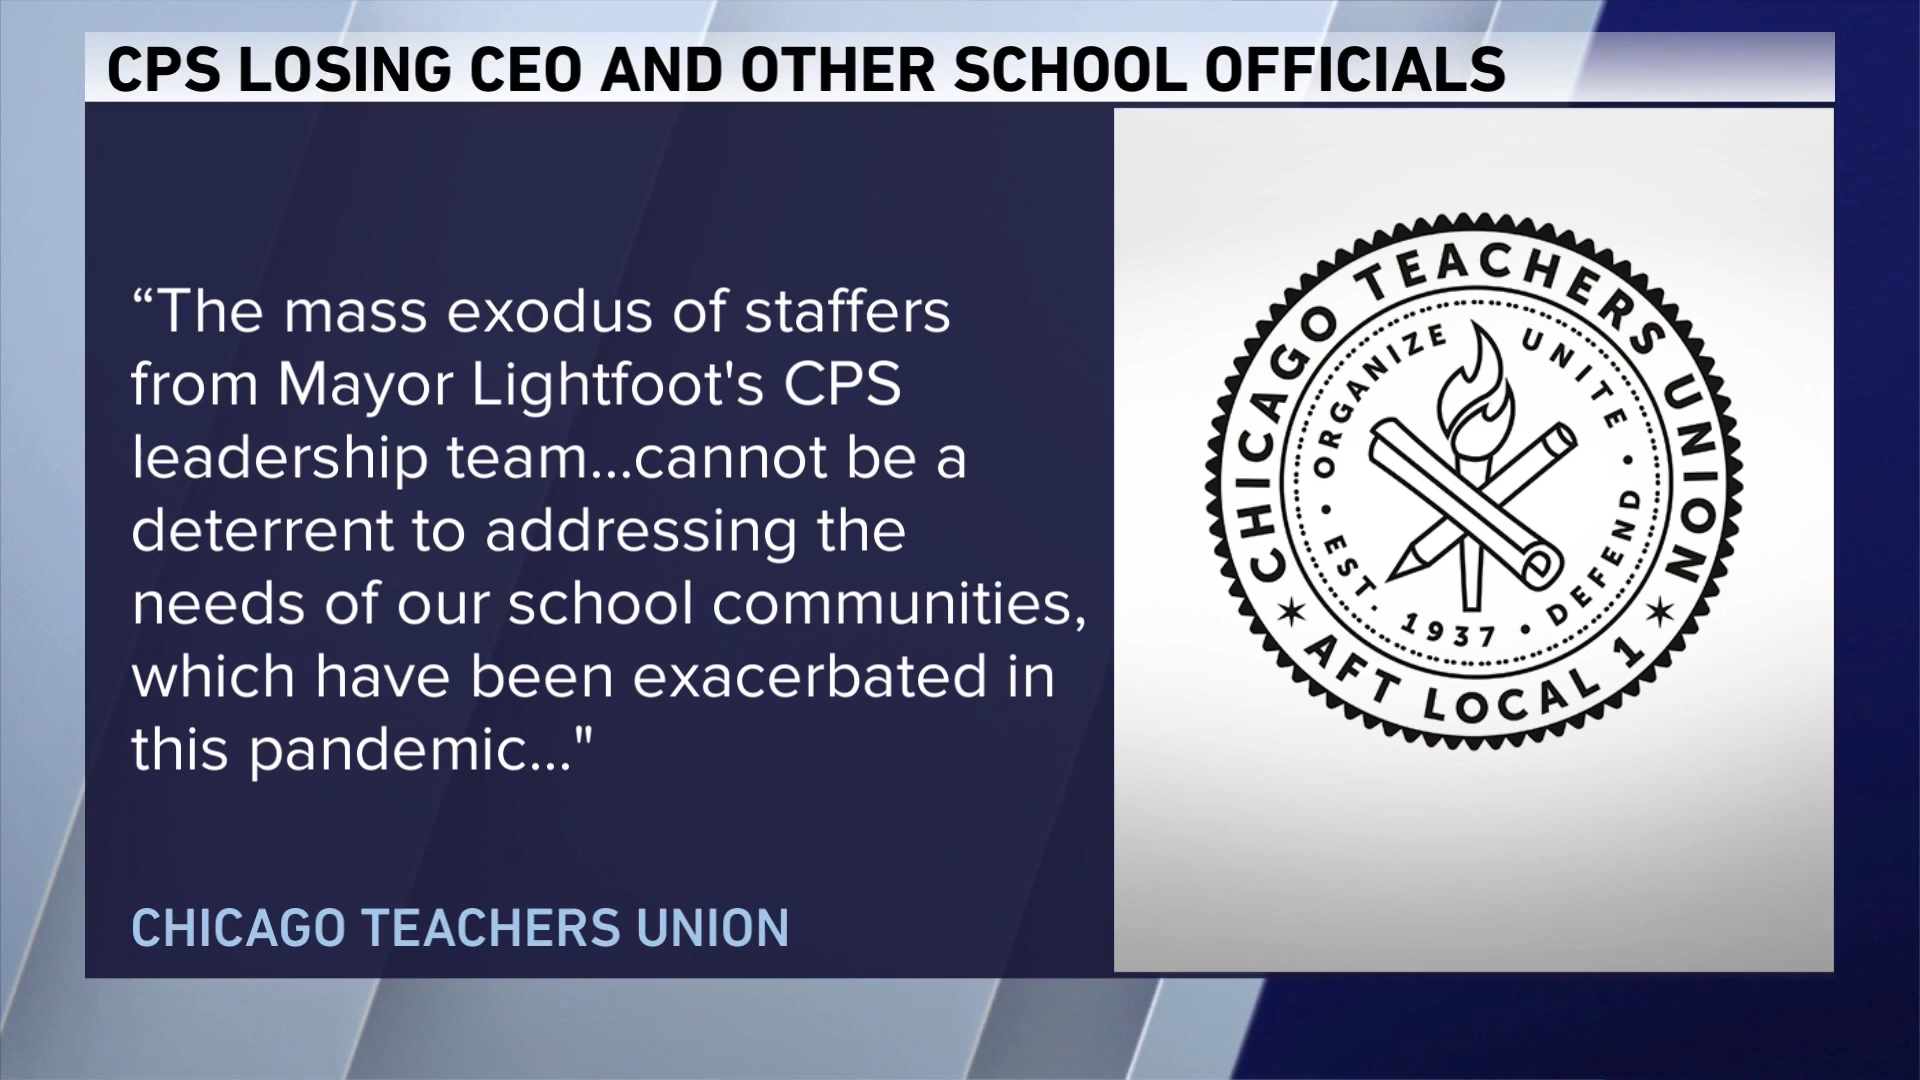 CPS LOSING CEO AND OTHER SCHOOL OFFICIALS
“The mass exodus of staffers
from Mayor Lightfoot's CPS
leadership team...cannot be a
deterrent to addressing the
needs of our school communities,
which have been exacerbated in
this pandemic..."
CHICAGO TEACHERS UNION
CHICAGO TEACHERS UNION
AFT LOCAL 1
ORGANIZE
UNITE
DEFEND
EST. 1937